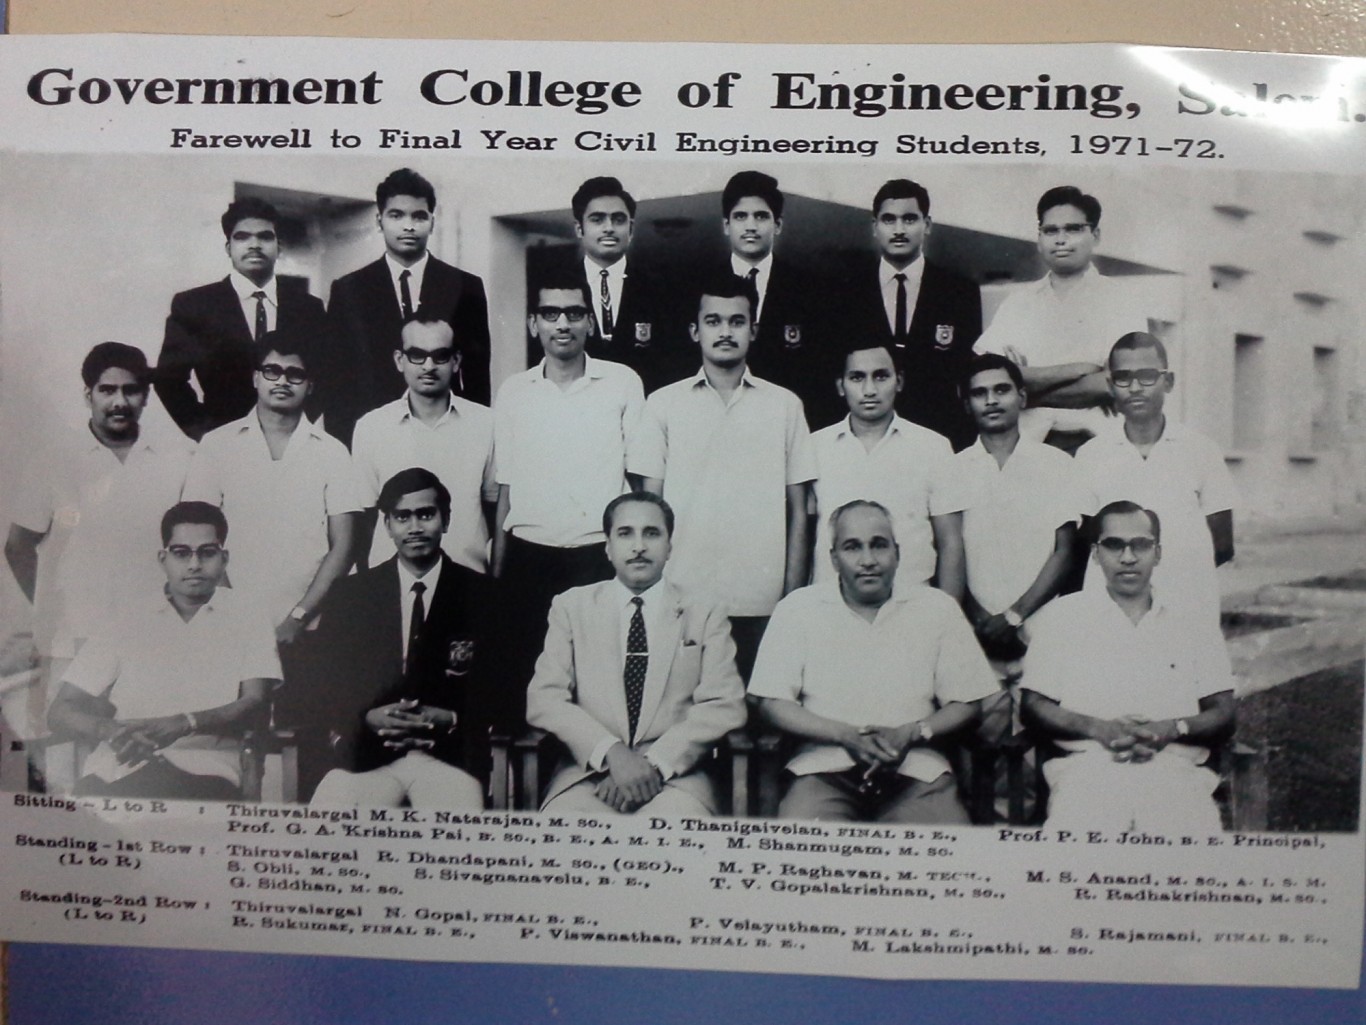 Government College of Engineering, Salem.
Farewell to Final Year Civil Engineering Students, 1971-72.
Sitting - L to R : Thiruvalargal M. K. Natarajan, M. SC., D. Thanigaivelan, FINAL B. E., Prof. P. E. John, B. E. Principal,
Prof. G. A. Krishna Pai, B. SC., B. E., A. M. I. E., M. Shanmugam, M. SC.
Standing - 1st Row : Thiruvalargal R. Dhandapani, M. SC., (GEO)., M. P. Raghavan, M. TECH., M. S. Anand, M. SC., A. I. S. M.
(L to R) S. Obli, M. SC., S. Sivagnanavelu, B. E., T. V. Gopalakrishnan, M. SC., R. Radhakrishnan, M. SC.,
G. Siddhan, M. SC.
Standing-2nd Row : Thiruvalargal N. Gopal, FINAL B. E., P. Velayutham, FINAL B. E., S. Rajamani, FINAL B. E.,
(L to R) R. Sukumar, FINAL B. E., P. Viswanathan, FINAL B. E., M. Lakshmipathi, M. SC.